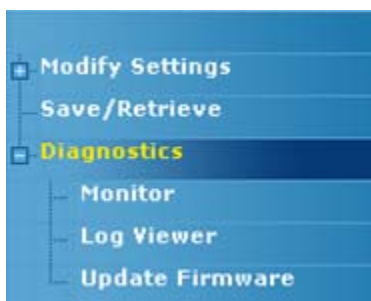 Modify Settings
Save/Retrieve
Diagnostics
Monitor
Log Viewer
Update Firmware